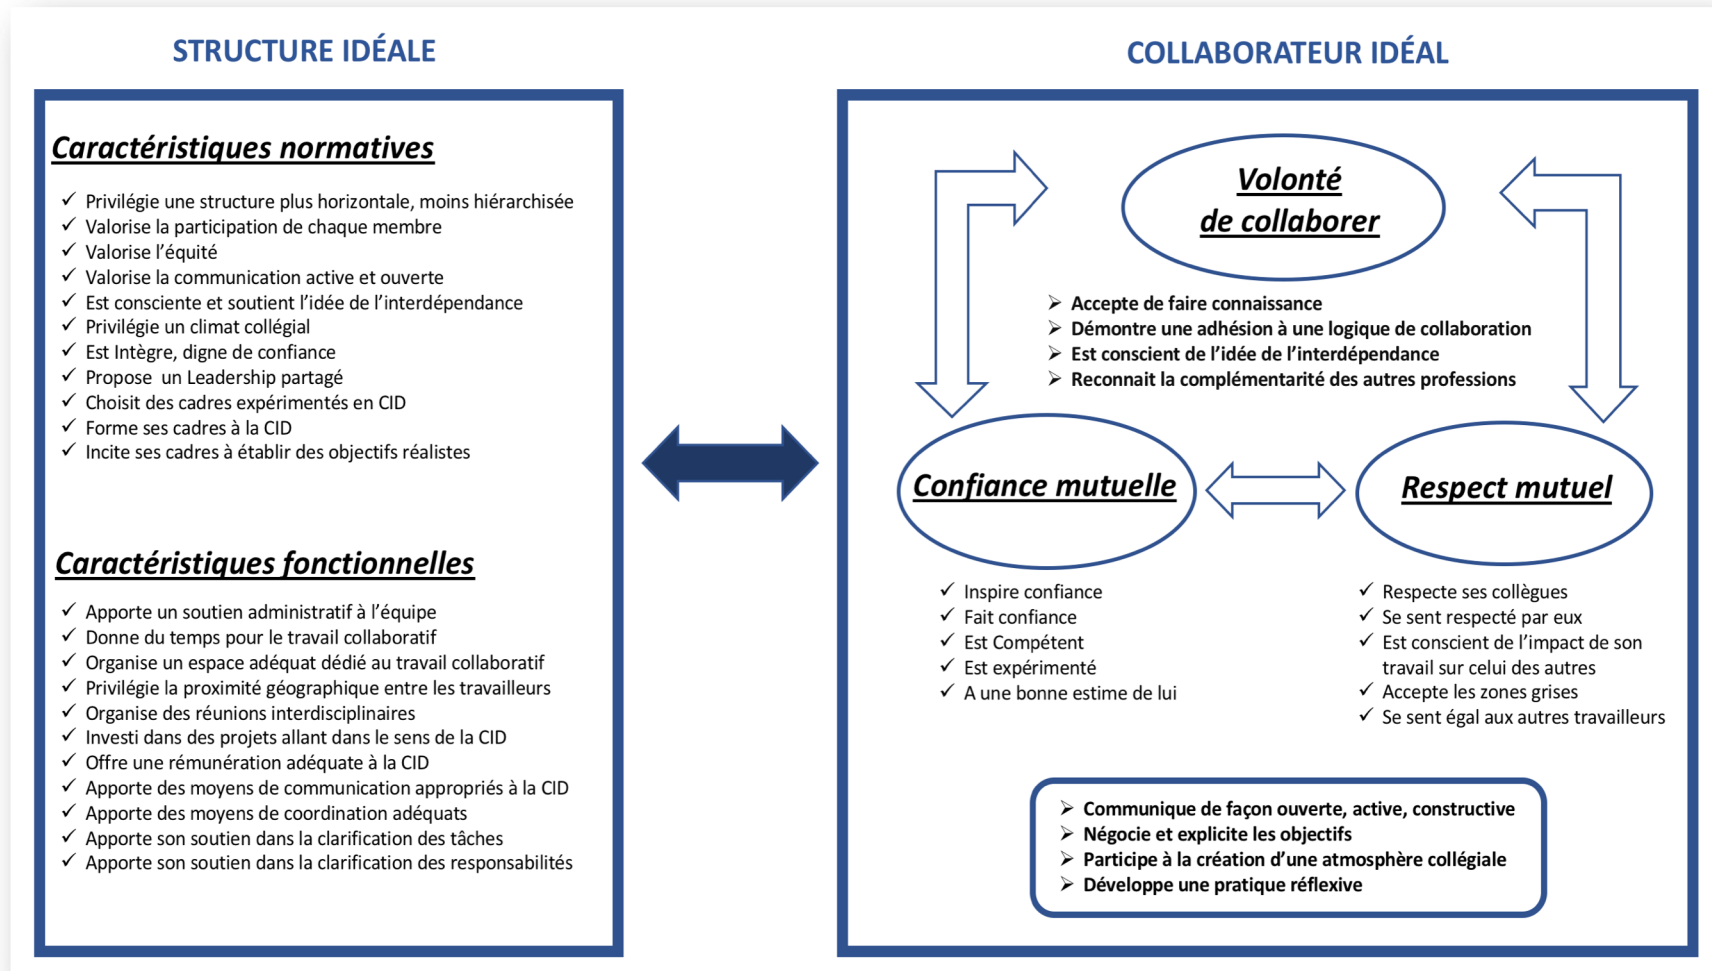 STRUCTURE IDÉALE
Caractéristiques normatives
✓ Privilégie une structure plus horizontale, moins hiérarchisée
✓ Valorise la participation de chaque membre
✓ Valorise l’équité
✓ Valorise la communication active et ouverte
✓ Est consciente et soutient l’idée de l’interdépendance
✓ Privilégie un climat collégial
✓ Est Intègre, digne de confiance
✓ Propose un Leadership partagé
✓ Choisit des cadres expérimentés en CID
✓ Forme ses cadres à la CID
✓ Incite ses cadres à établir des objectifs réalistes
Caractéristiques fonctionnelles
✓ Apporte un soutien administratif à l’équipe
✓ Donne du temps pour le travail collaboratif
✓ Organise un espace adéquat dédié au travail collaboratif
✓ Privilégie la proximité géographique entre les travailleurs
✓ Organise des réunions interdisciplinaires
✓ Investi dans des projets allant dans le sens de la CID
✓ Offre une rémunération adéquate à la CID
✓ Apporte des moyens de communication appropriés à la CID
✓ Apporte des moyens de coordination adéquats
✓ Apporte son soutien dans la clarification des tâches
✓ Apporte son soutien dans la clarification des responsabilités
COLLABORATEUR IDÉAL
Volonté
de collaborer
➢ Accepte de faire connaissance
➢ Démontre une adhésion à une logique de collaboration
➢ Est conscient de l’idée de l’interdépendance
➢ Reconnait la complémentarité des autres professions
Confiance mutuelle
✓ Inspire confiance
✓ Fait confiance
✓ Est Compétent
✓ Est expérimenté
✓ A une bonne estime de lui
Respect mutuel
✓ Respecte ses collègues
✓ Se sent respecté par eux
✓ Est conscient de l’impact de son
travail sur celui des autres
✓ Accepte les zones grises
✓ Se sent égal aux autres travailleurs
➢ Communique de façon ouverte, active, constructive
➢ Négocie et explicite les objectifs
➢ Participe à la création d’une atmosphère collégiale
➢ Développe une pratique réflexive